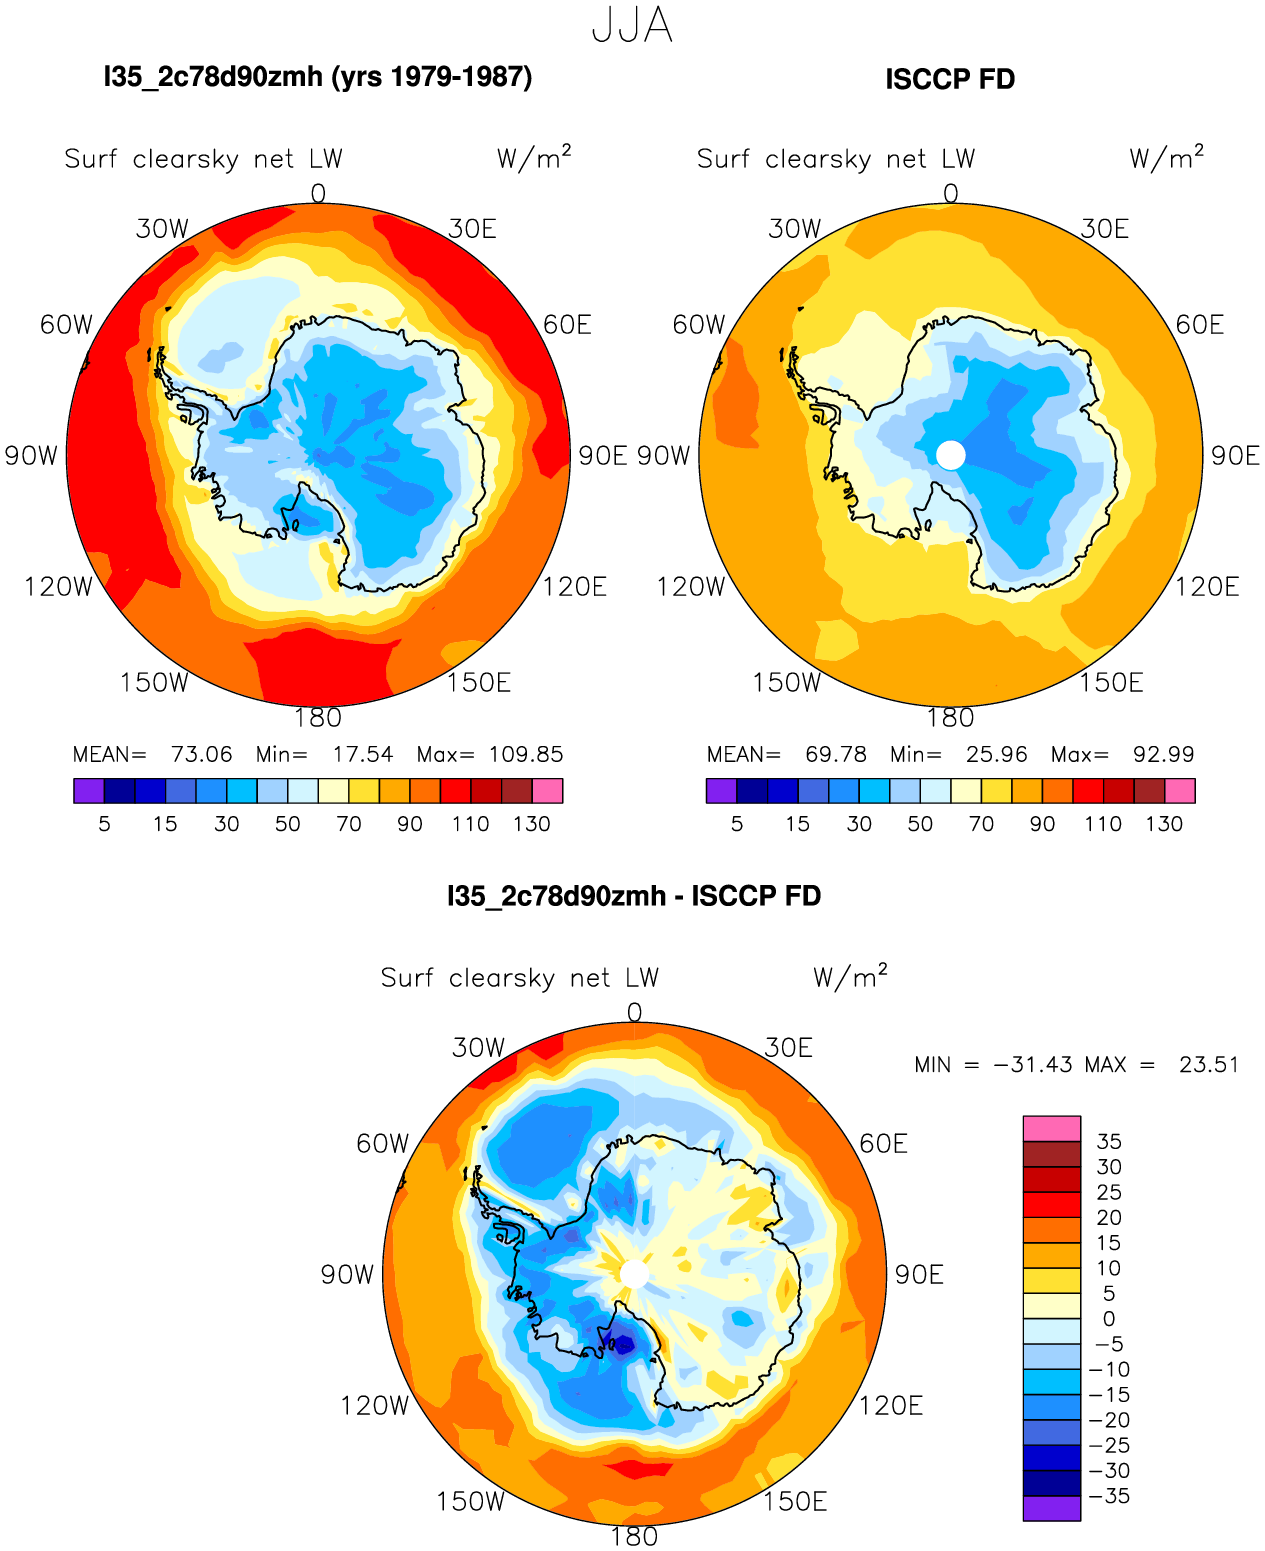 JJA
I35_2c78d90zmh (yrs 1979-1987)
ISCCP FD
Surf clearsky net LW W/m²
Surf clearsky net LW W/m²
0
30W 30E
60W 60E
90W 90E
120W 120E
150W 150E
180
0
30W 30E
60W 60E
90W 90E
120W 120E
150W 150E
180
MEAN= 73.06 Min= 17.54 Max= 109.85
5 15 30 50 70 90 110 130
MEAN= 69.78 Min= 25.96 Max= 92.99
5 15 30 50 70 90 110 130
I35_2c78d90zmh - ISCCP FD
Surf clearsky net LW W/m²
0
30W 30E
60W 60E
90W 90E
120W 120E
150W 150E
180
MIN = −31.43 MAX = 23.51
35
30
25
20
15
10
5
0
−5
−10
−15
−20
−25
−30
−35